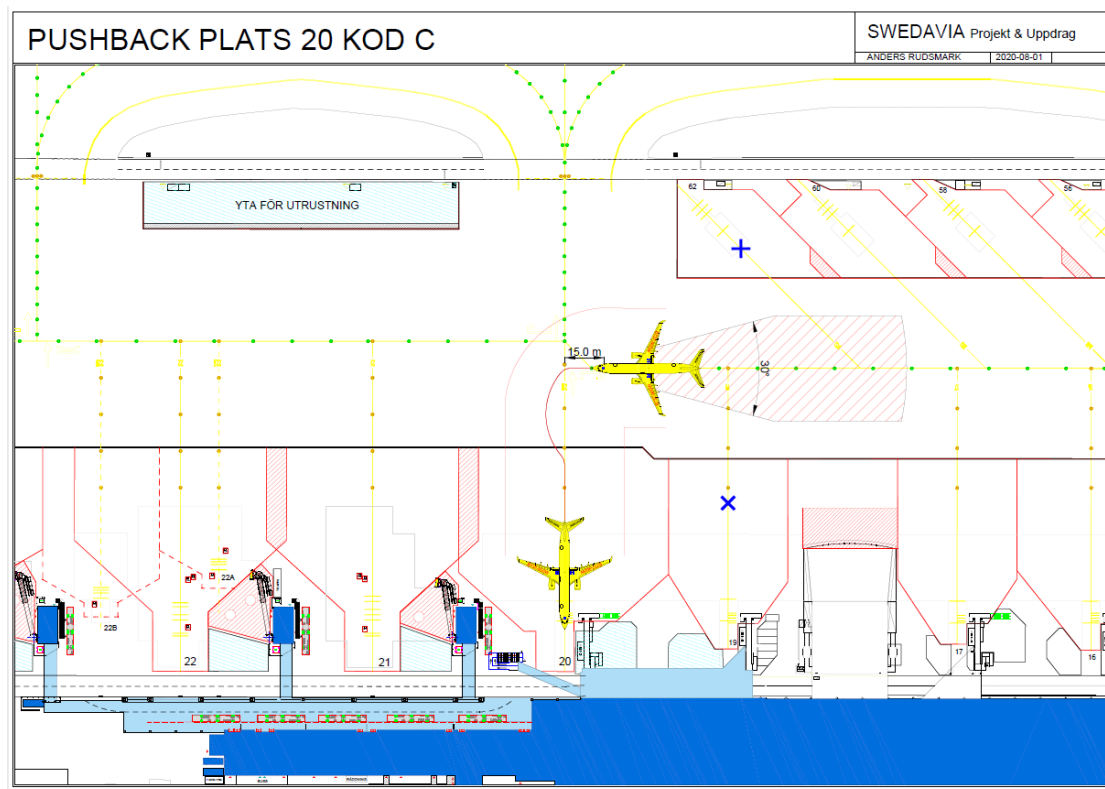 PUSHBACK PLATS 20 KOD C
SWEDAVIA Projekt & Uppdrag
ANDERS RUDSMARK 2020-08-01
YTA FÖR UTRUSTNING
62
60
58
56
15.0 m
30°
22A
22B
22
21
20
19
17
16